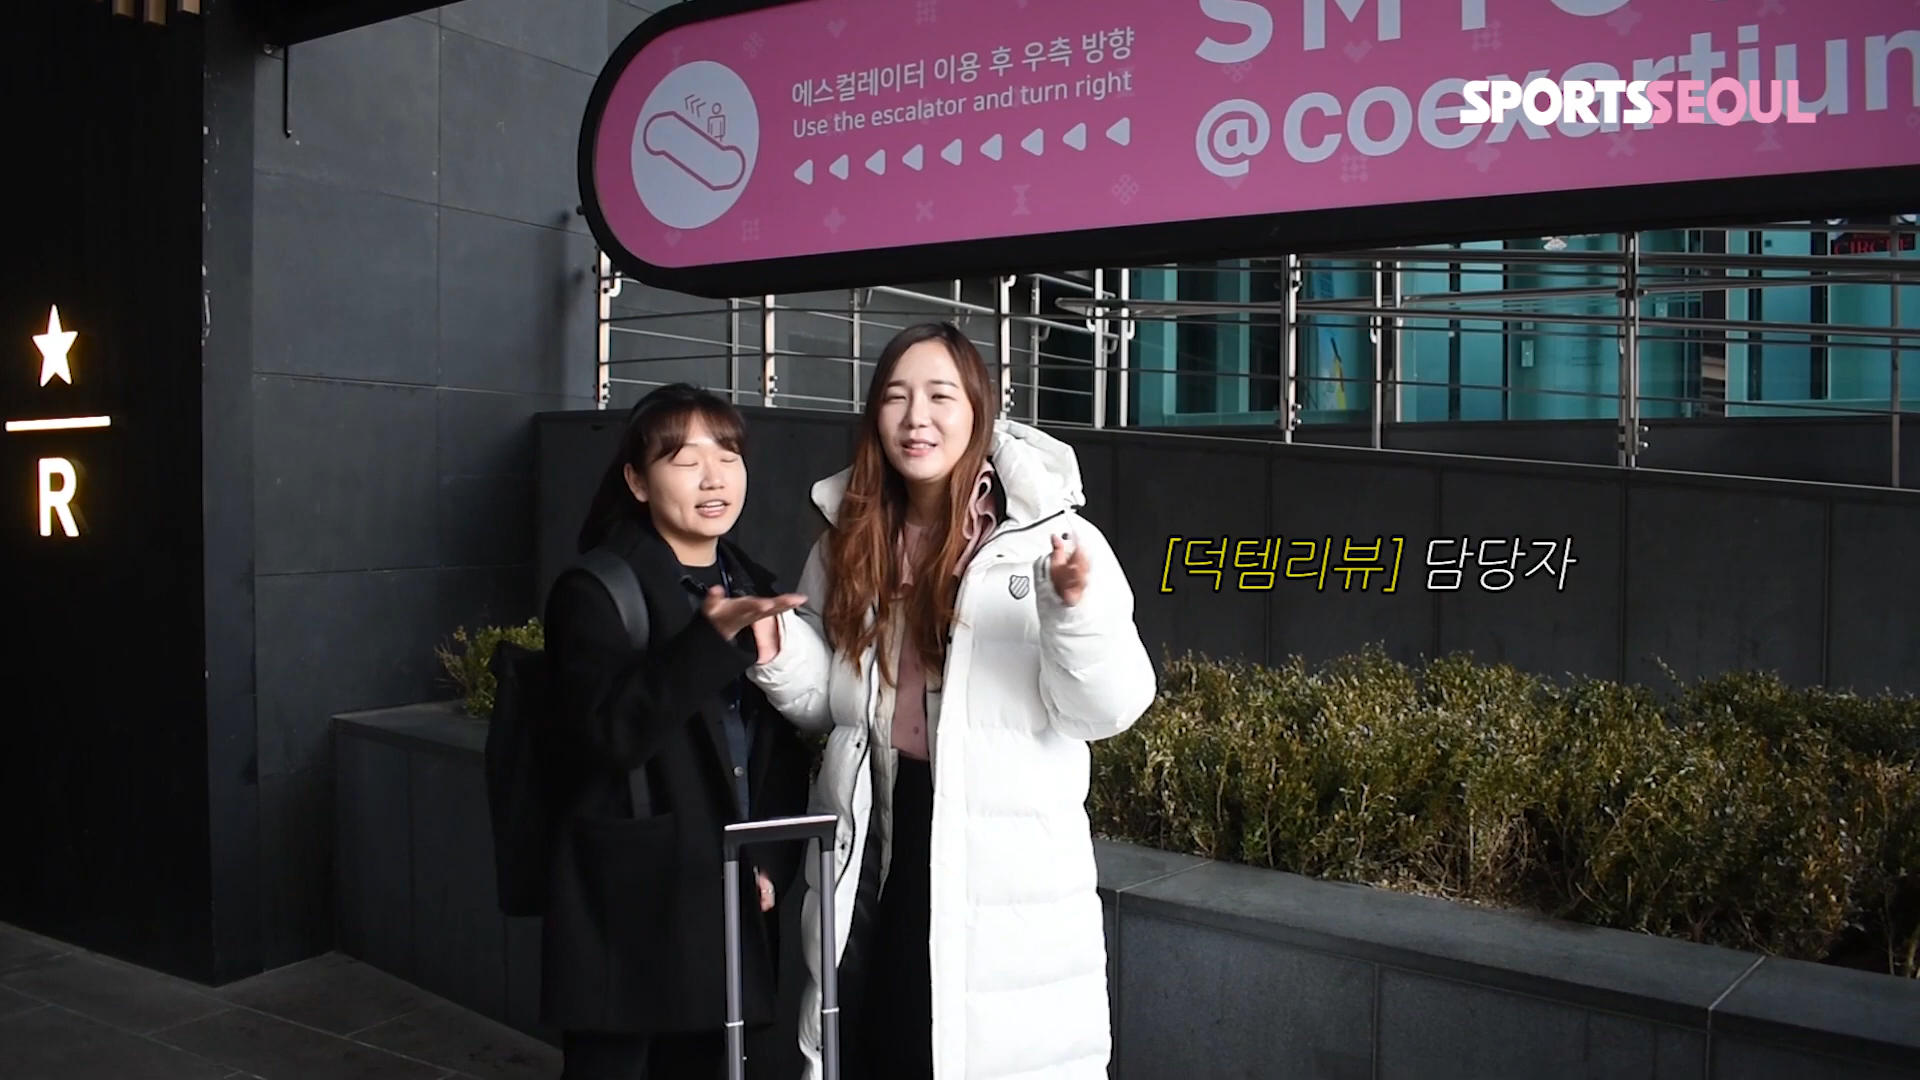 에스컬레이터 이용 후 우측 방향
Use the escalator and turn right
@coexartium
SPORTSSEOUL
CIRCLE
R
[덕템리뷰] 담당자